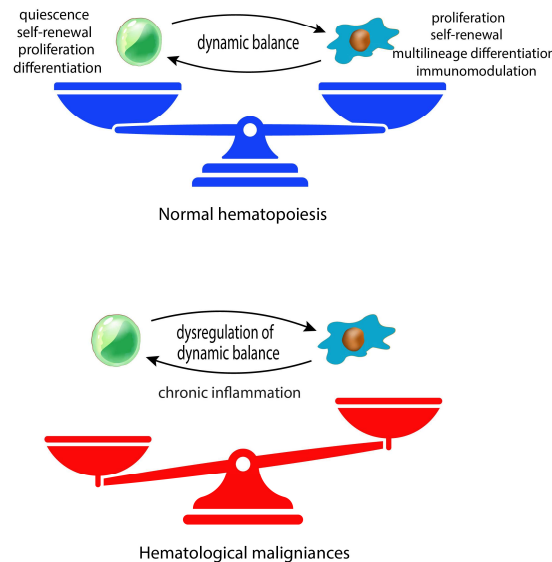 quiescence
self-renewal
proliferation
differentiation
dynamic balance
proliferation
self-renewal
multilineage differentiation
immunomodulation
Normal hematopoiesis
dysregulation of
dynamic balance
chronic inflammation
Hematological maligniances